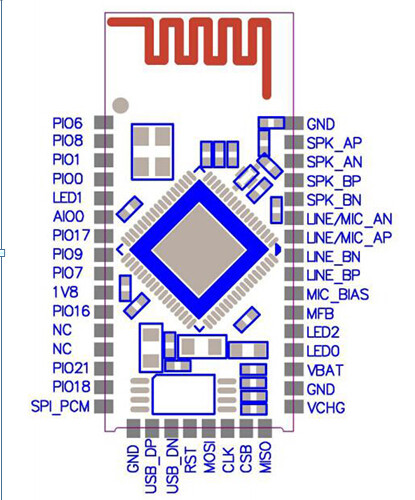 PIO6
PIO8
PIO1
PIO0
LED1
AIO0
PIO17
PIO9
PIO7
1V8
PIO16
NC
NC
PIO21
PIO18
SPI_PCM
GND
USB_DP
USB_DN
RST
MOSI
CLK
CSB
MISO
GND
SPK_AP
SPK_AN
SPK_BP
SPK_BN
LINE/MIC_AN
LINE/MIC_AP
LINE_BN
LINE_BP
MIC_BIAS
MFB
LED2
LED0
VBAT
GND
VCHG